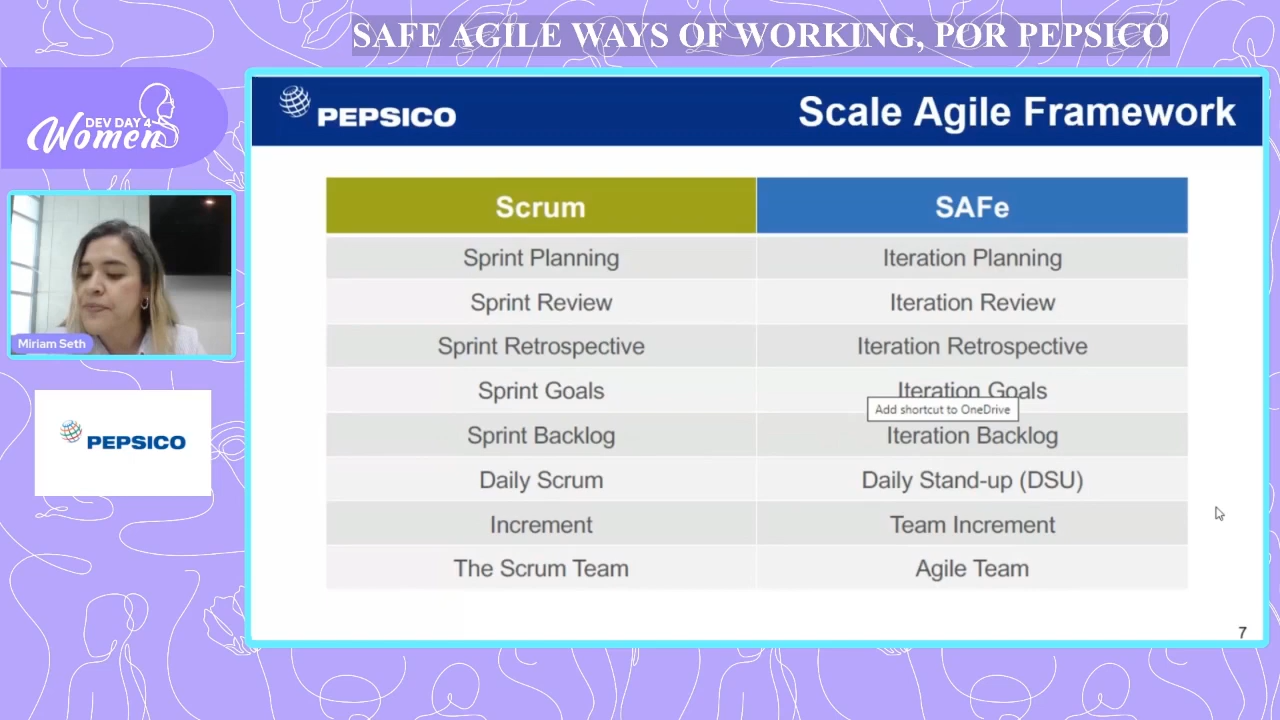 SAFE AGILE WAYS OF WORKING, POR PEPSICO
DEV DAY 4
Women
PEPSICO
Scale Agile Framework
Scrum
SAFe
Sprint Planning
Iteration Planning
Sprint Review
Iteration Review
Sprint Retrospective
Iteration Retrospective
Sprint Goals
Iteration Goals
Add shortcut to OneDrive
Sprint Backlog
Iteration Backlog
Daily Scrum
Daily Stand-up (DSU)
Increment
Team Increment
The Scrum Team
Agile Team
7
Miriam Seth
PEPSICO